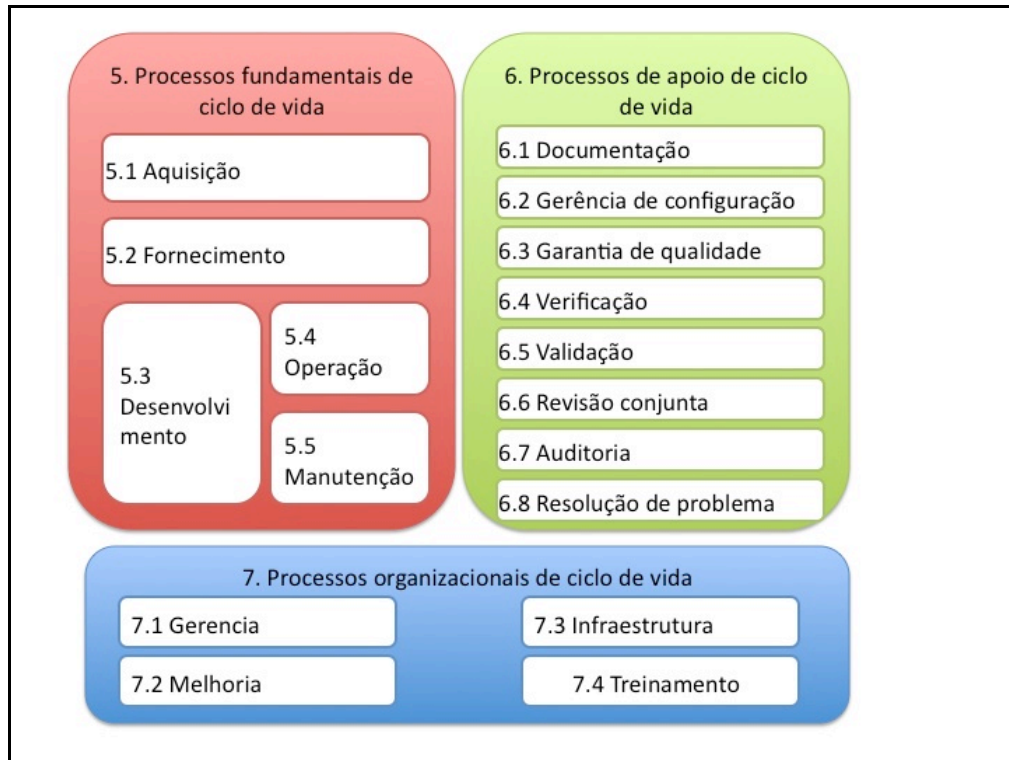 5. Processos fundamentais de
ciclo de vida
5.1 Aquisição
5.2 Fornecimento
5.3
Desenvolvi
mento
5.4
Operação
5.5
Manutenção
6. Processos de apoio de ciclo
de vida
6.1 Documentação
6.2 Gerência de configuração
6.3 Garantia de qualidade
6.4 Verificação
6.5 Validação
6.6 Revisão conjunta
6.7 Auditoria
6.8 Resolução de problema
7. Processos organizacionais de ciclo de vida
7.1 Gerencia
7.2 Melhoria
7.3 Infraestrutura
7.4 Treinamento